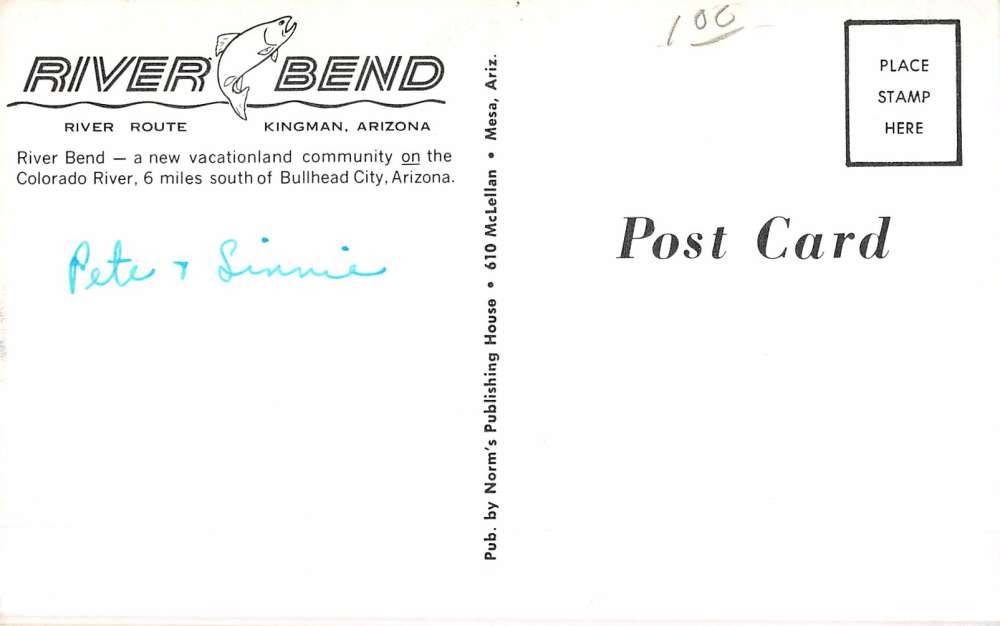 RIVER BEND
RIVER ROUTE KINGMAN, ARIZONA
River Bend — a new vacationland community on the
Colorado River, 6 miles south of Bullhead City, Arizona.
Pete + Linnie
Pub. by Norm's Publishing House • 610 McLellan • Mesa, Ariz.
100
PLACE
STAMP
HERE
Post Card